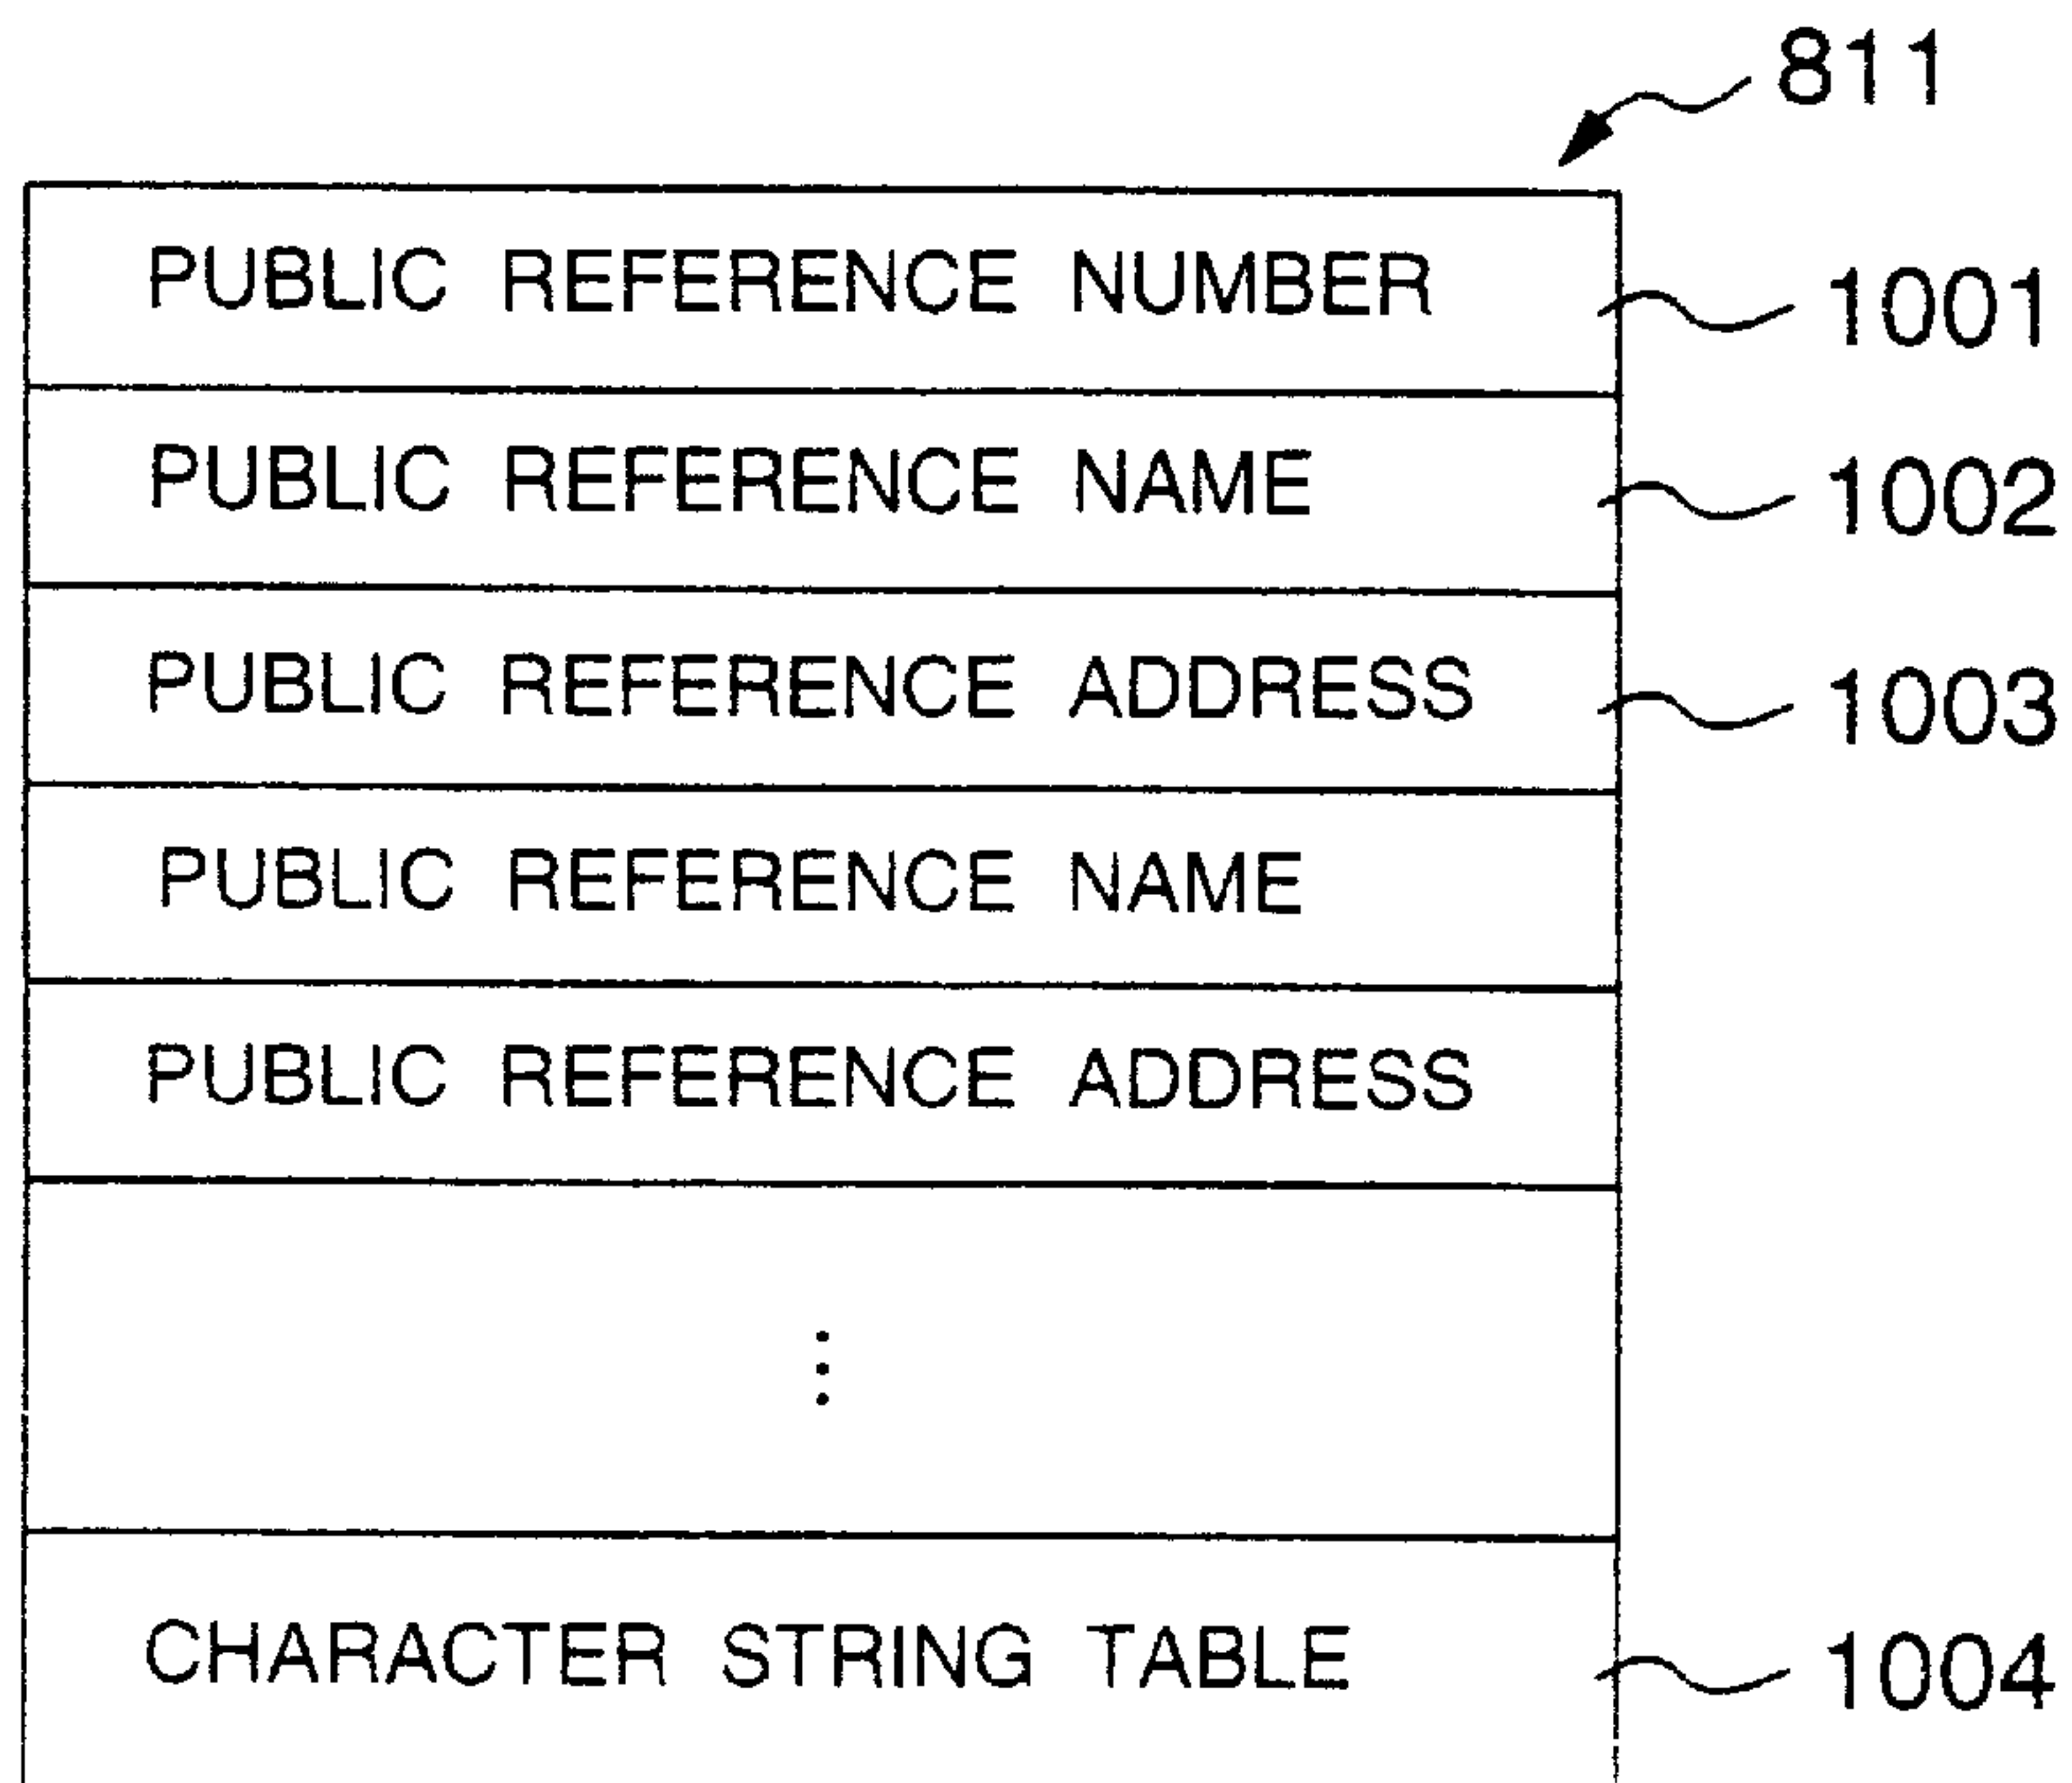 811
PUBLIC REFERENCE NUMBER 1001
PUBLIC REFERENCE NAME 1002
PUBLIC REFERENCE ADDRESS 1003
PUBLIC REFERENCE NAME
PUBLIC REFERENCE ADDRESS
⋮
CHARACTER STRING TABLE 1004